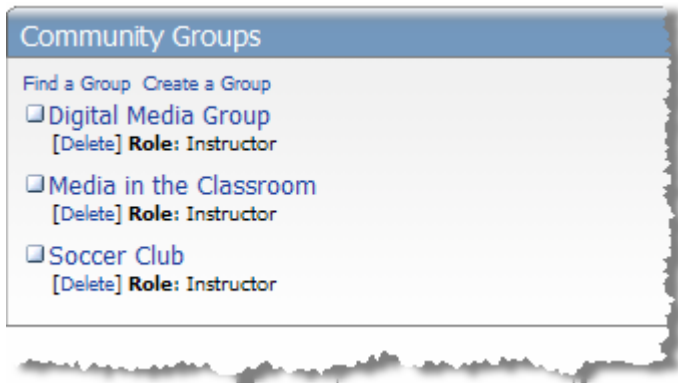 Community Groups
Find a Group Create a Group
Digital Media Group
[Delete] Role: Instructor
Media in the Classroom
[Delete] Role: Instructor
Soccer Club
[Delete] Role: Instructor